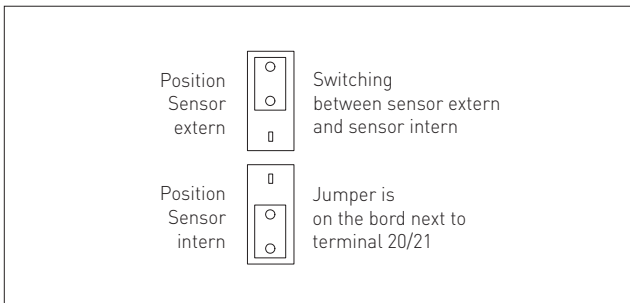 Position
Sensor
extern
Switching
between sensor extern
and sensor intern
Position
Sensor
intern
Jumper is
on the bord next to
terminal 20/21